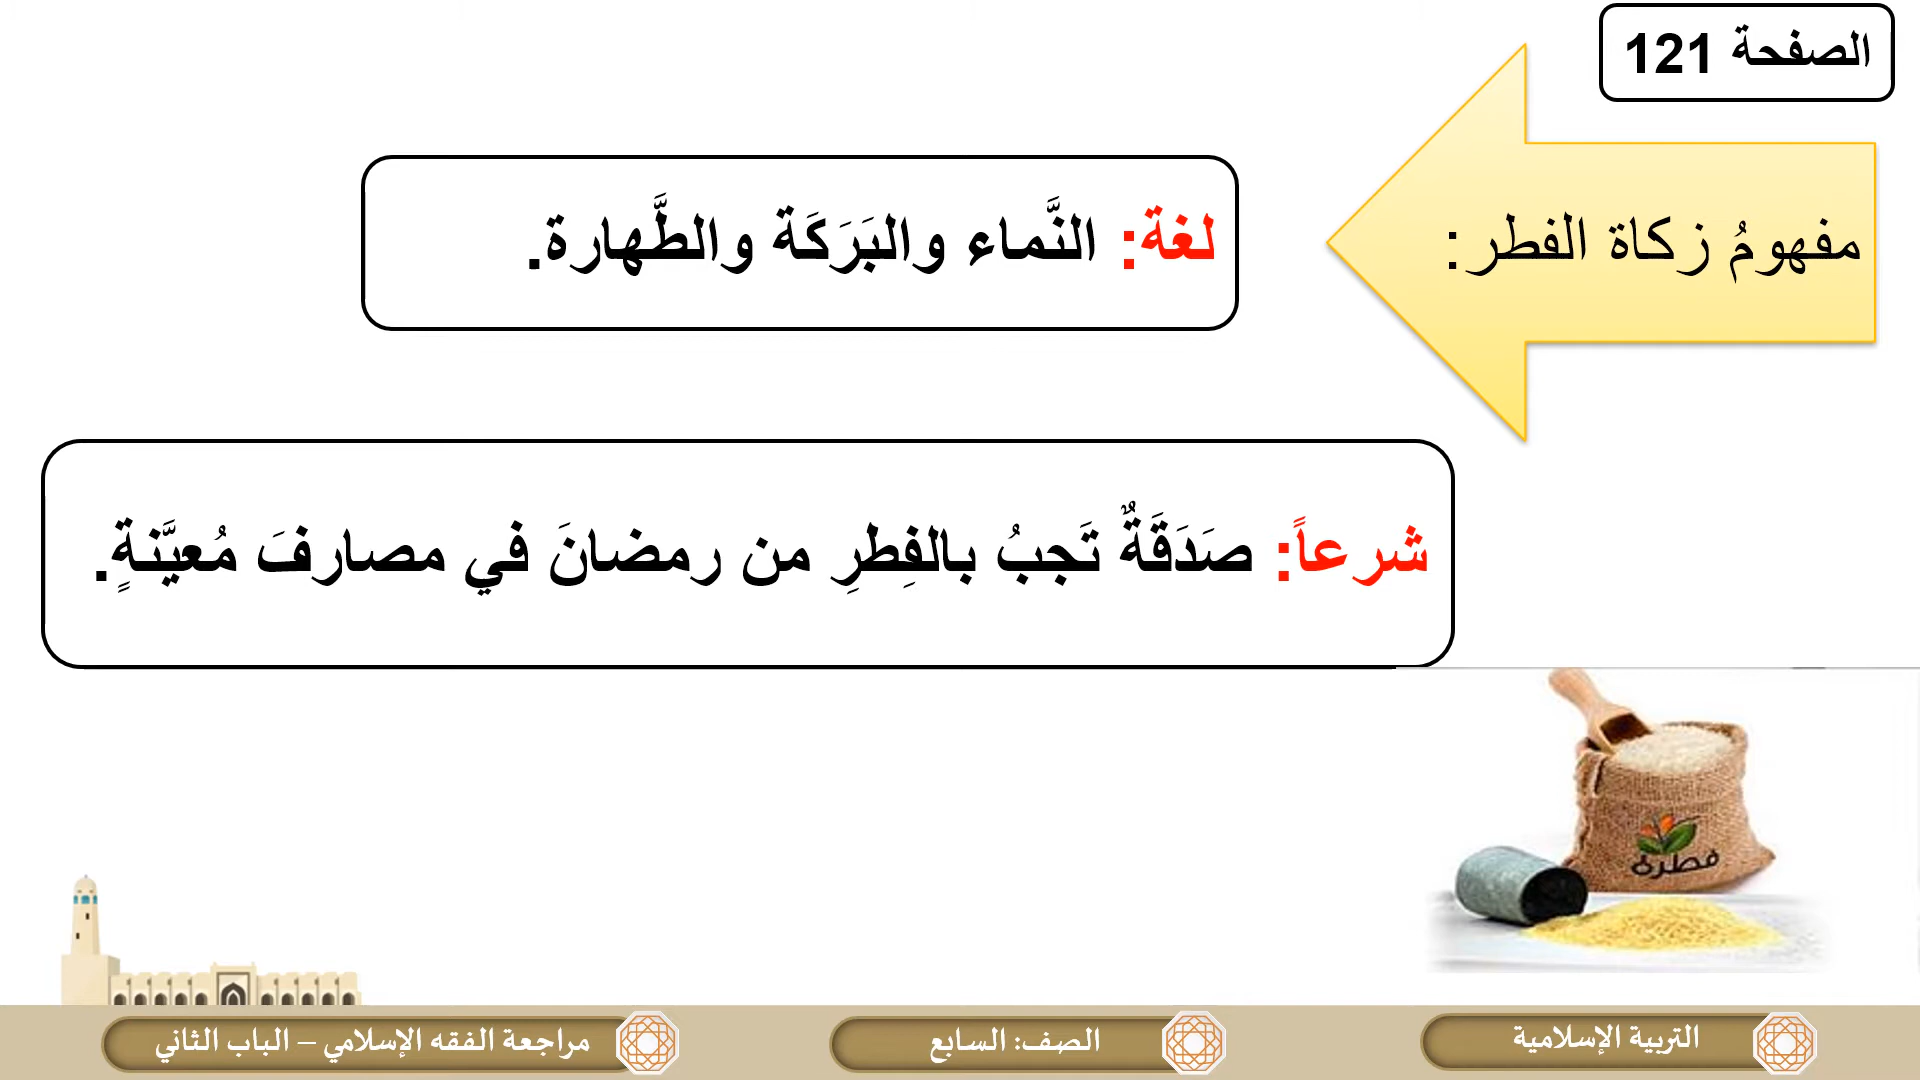 الصفحة 121
مفهومُ زكاة الفطر:
لغة: النَّماء والبَرَكَة والطَّهارة.
شرعاً: صَدَقَةٌ تَجبُ بالفِطرِ من رمضانَ في مصارفَ مُعيَّنةٍ.
فطرة
التربية الإسلامية
الصف: السابع
مراجعة الفقه الإسلامي – الباب الثاني